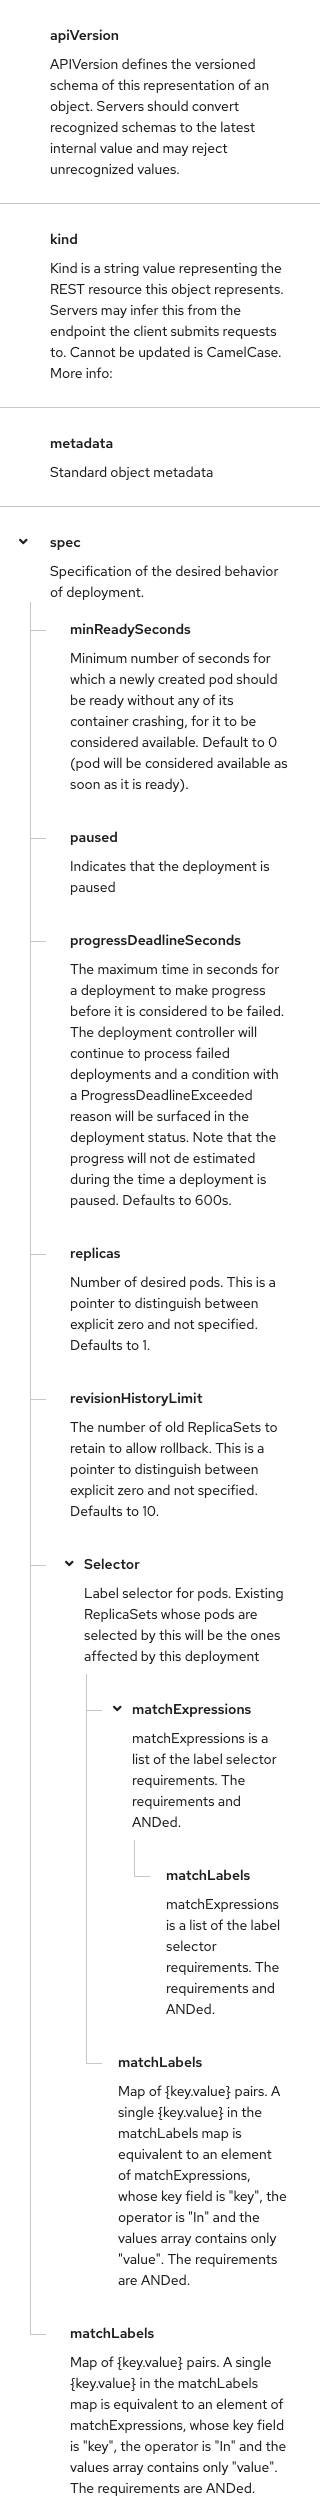 apiVersion
APIVersion defines the versioned
schema of this representation of an
object. Servers should convert
recognized schemas to the latest
internal value and may reject
unrecognized values.
kind
Kind is a string value representing the
REST resource this object represents.
Servers may infer this from the
endpoint the client submits requests
to. Cannot be updated is CamelCase.
More info:
metadata
Standard object metadata
spec
Specification of the desired behavior
of deployment.
minReadySeconds
Minimum number of seconds for
which a newly created pod should
be ready without any of its
container crashing, for it to be
considered available. Default to 0
(pod will be considered available as
soon as it is ready).
paused
Indicates that the deployment is
paused
progressDeadlineSeconds
The maximum time in seconds for
a deployment to make progress
before it is considered to be failed.
The deployment controller will
continue to process failed
deployments and a condition with
a ProgressDeadlineExceeded
reason will be surfaced in the
deployment status. Note that the
progress will not de estimated
during the time a deployment is
paused. Defaults to 600s.
replicas
Number of desired pods. This is a
pointer to distinguish between
explicit zero and not specified.
Defaults to 1.
revisionHistoryLimit
The number of old ReplicaSets to
retain to allow rollback. This is a
pointer to distinguish between
explicit zero and not specified.
Defaults to 10.
Selector
Label selector for pods. Existing
ReplicaSets whose pods are
selected by this will be the ones
affected by this deployment
matchExpressions
matchExpressions is a
list of the label selector
requirements. The
requirements and
ANDed.
matchLabels
matchExpressions
is a list of the label
selector
requirements. The
requirements and
ANDed.
matchLabels
Map of {key.value} pairs. A
single {key.value} in the
matchLabels map is
equivalent to an element
of matchExpressions,
whose key field is "key", the
operator is "In" and the
values array contains only
"value". The requirements
are ANDed.
matchLabels
Map of {key.value} pairs. A single
{key.value} in the matchLabels
map is equivalent to an element of
matchExpressions, whose key field
is "key", the operator is "In" and the
values array contains only "value".
The requirements are ANDed.